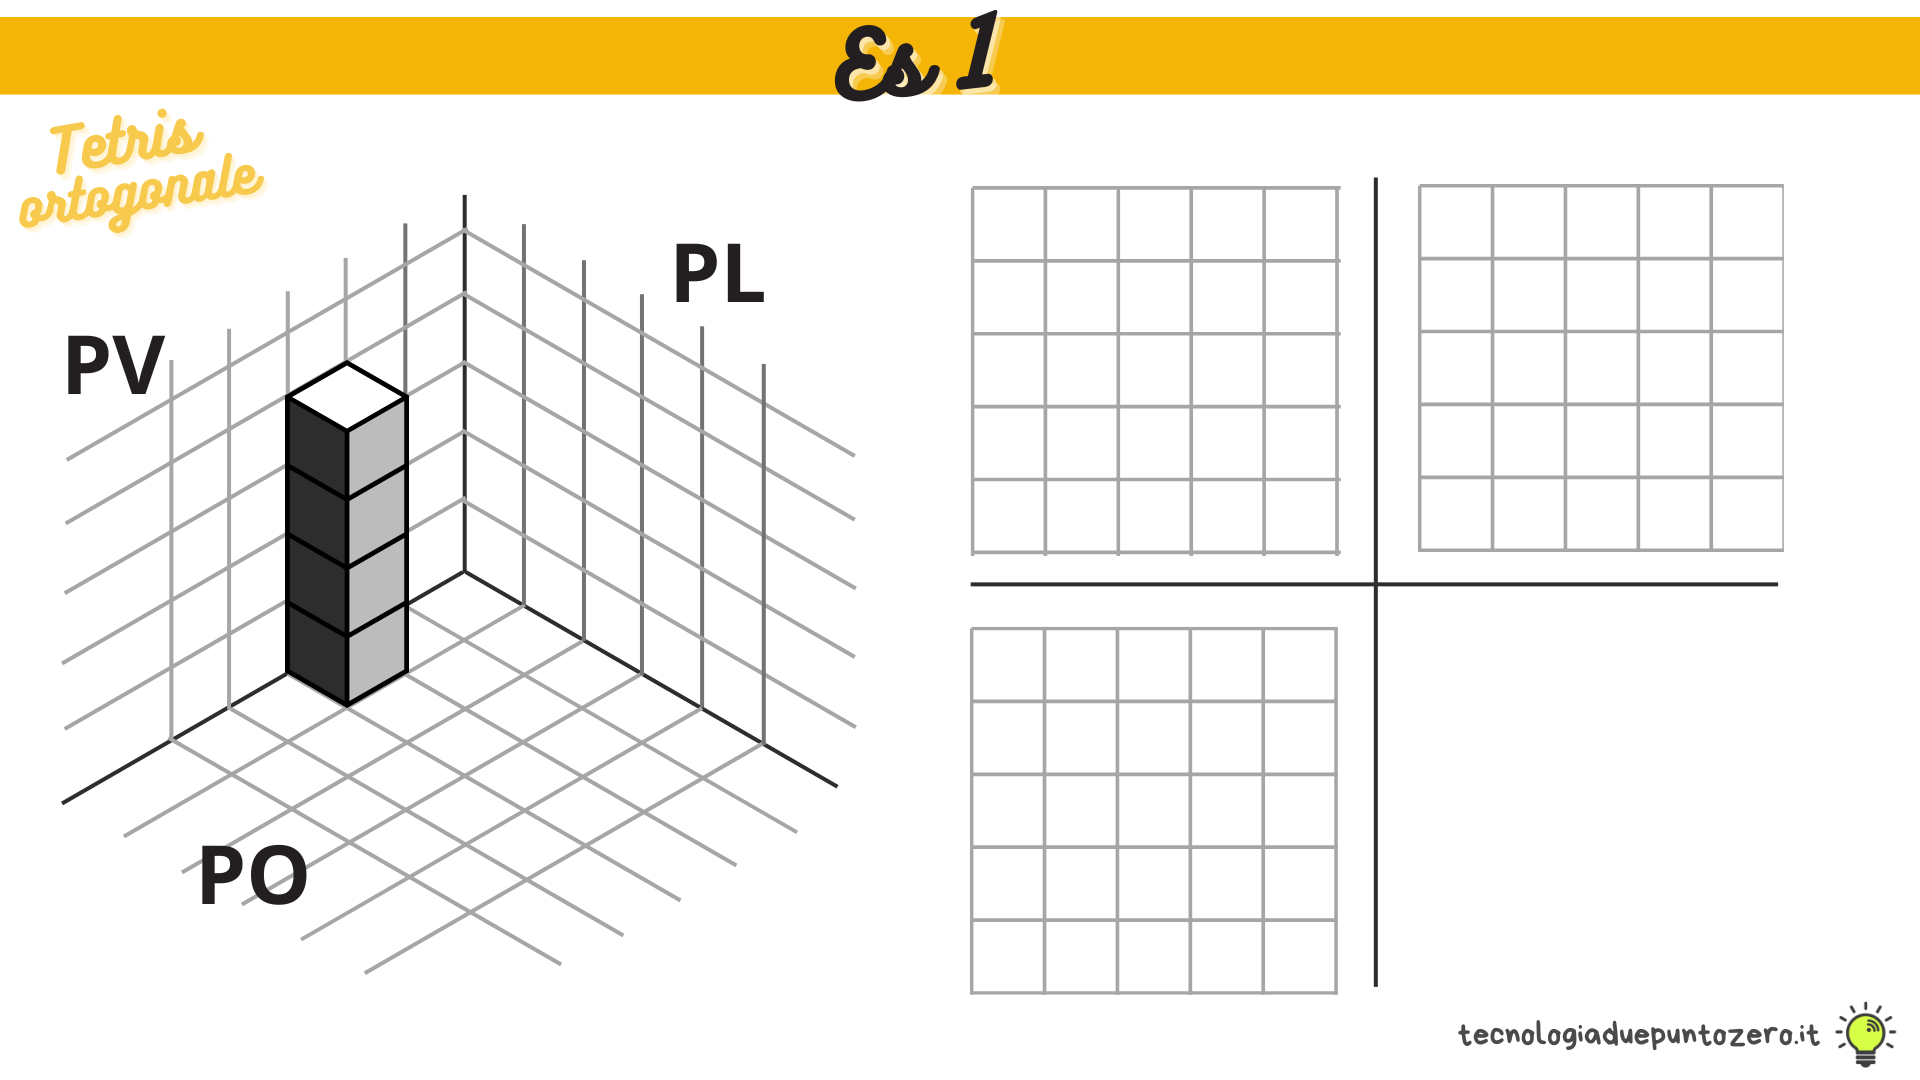 Es 1
Tetris
ortogonale
PL
PV
PO
tecnologiaduepuntozero.it